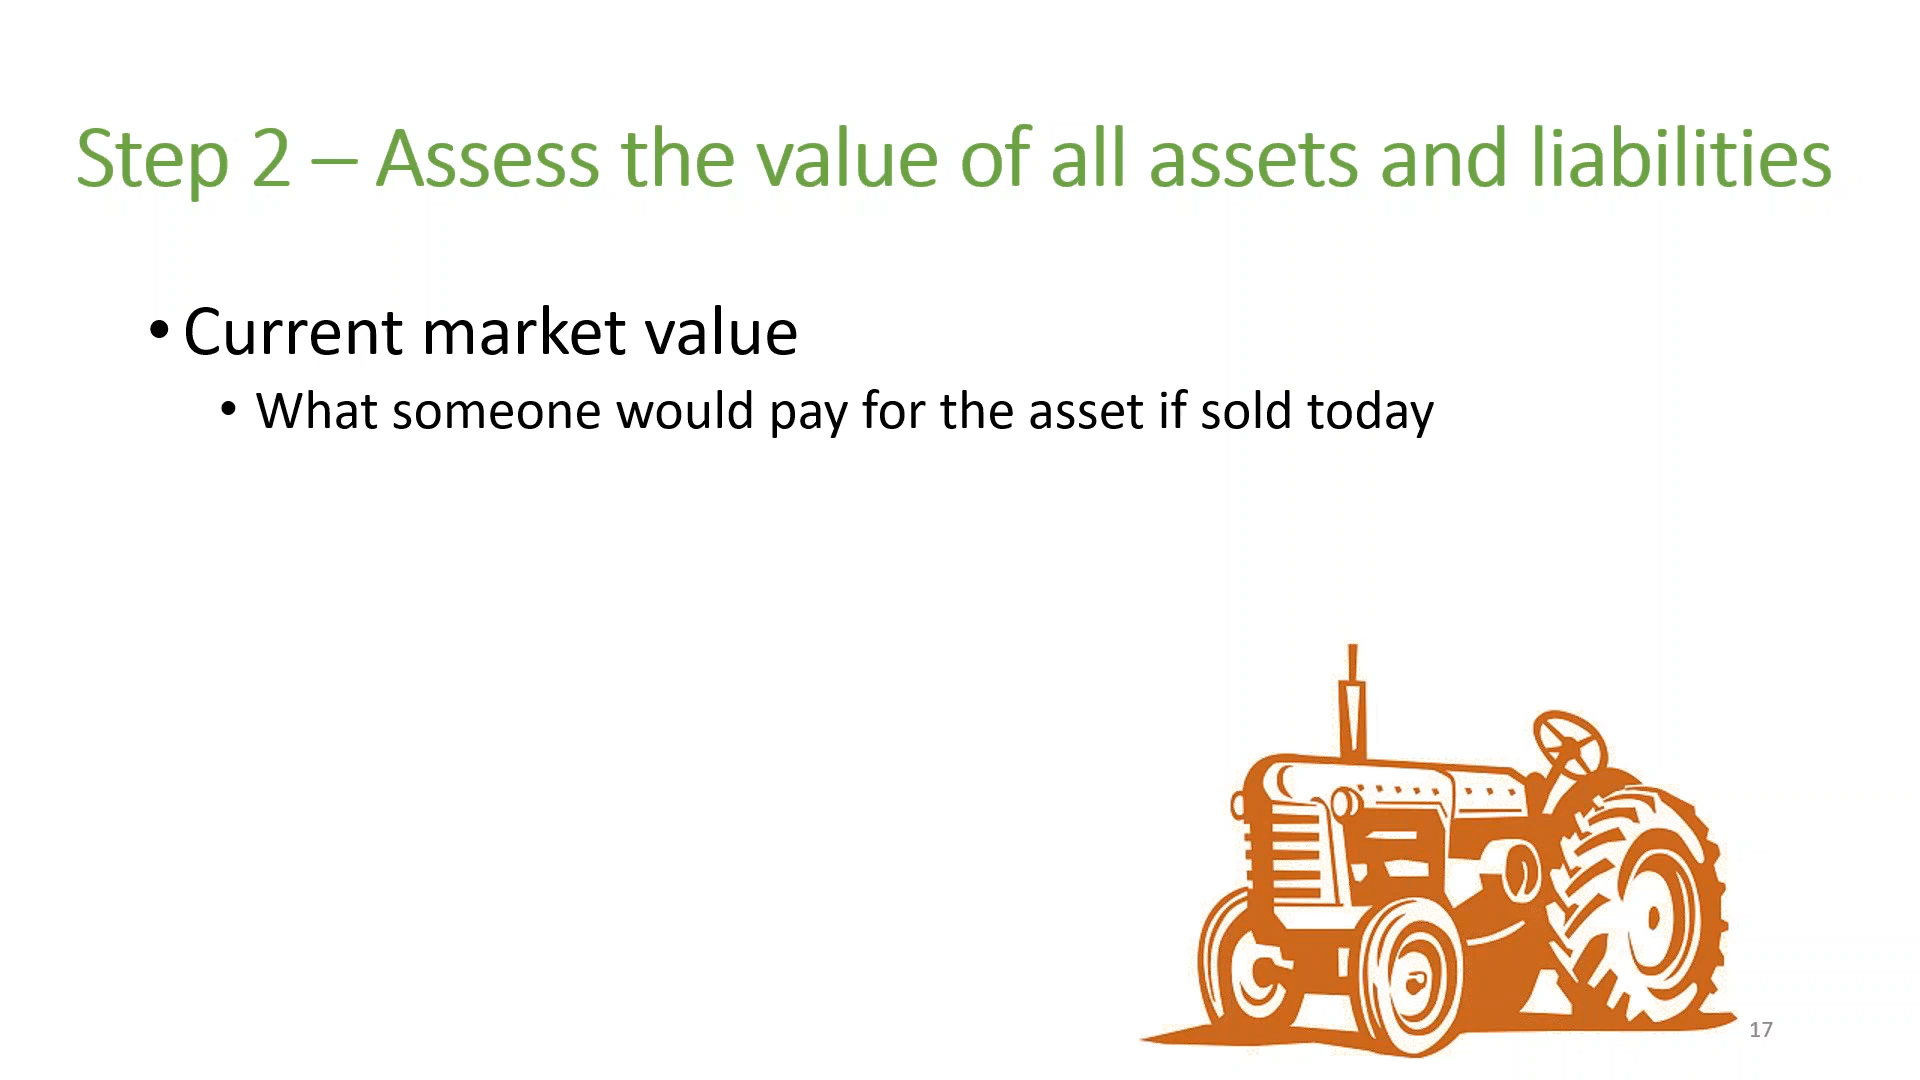 Step 2 – Assess the value of all assets and liabilities
• Current market value
• What someone would pay for the asset if sold today
17